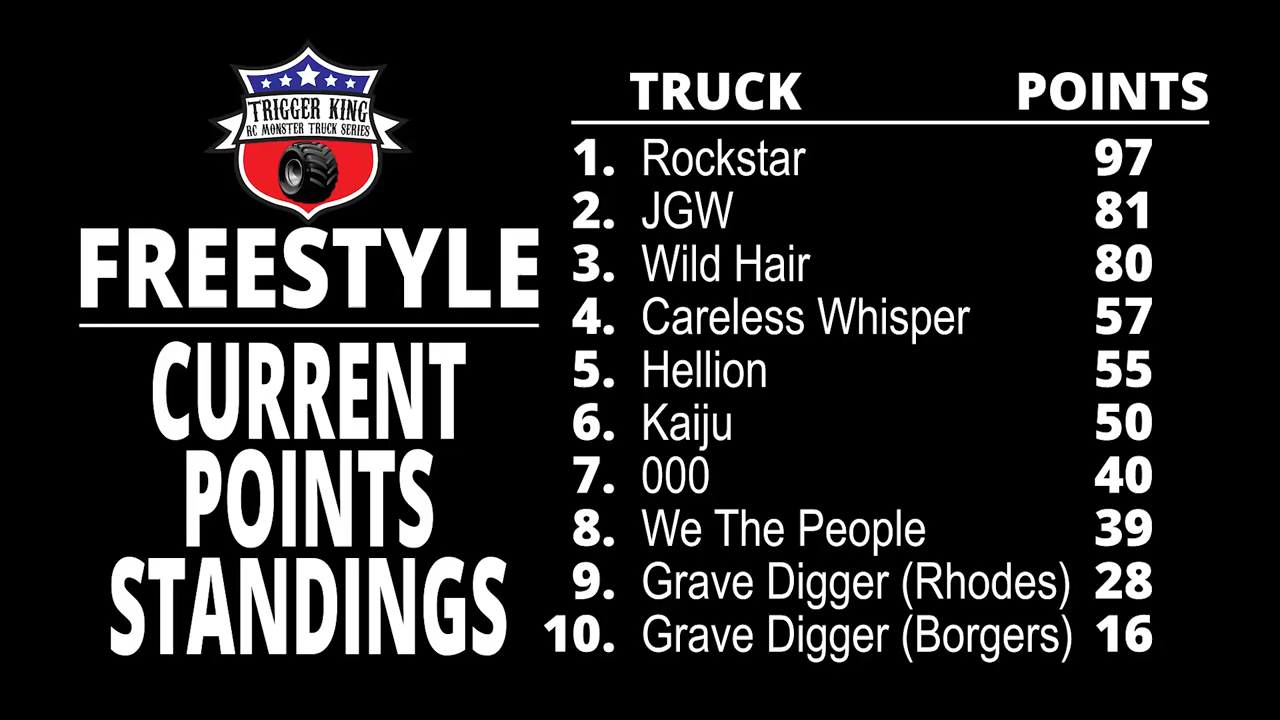 TRIGGER KING
RC MONSTER TRUCK SERIES
FREESTYLE
CURRENT
POINTS
STANDINGS
TRUCK POINTS
1. Rockstar 97
2. JGW 81
3. Wild Hair 80
4. Careless Whisper 57
5. Hellion 55
6. Kaiju 50
7. 000 40
8. We The People 39
9. Grave Digger (Rhodes) 28
10. Grave Digger (Borgers) 16